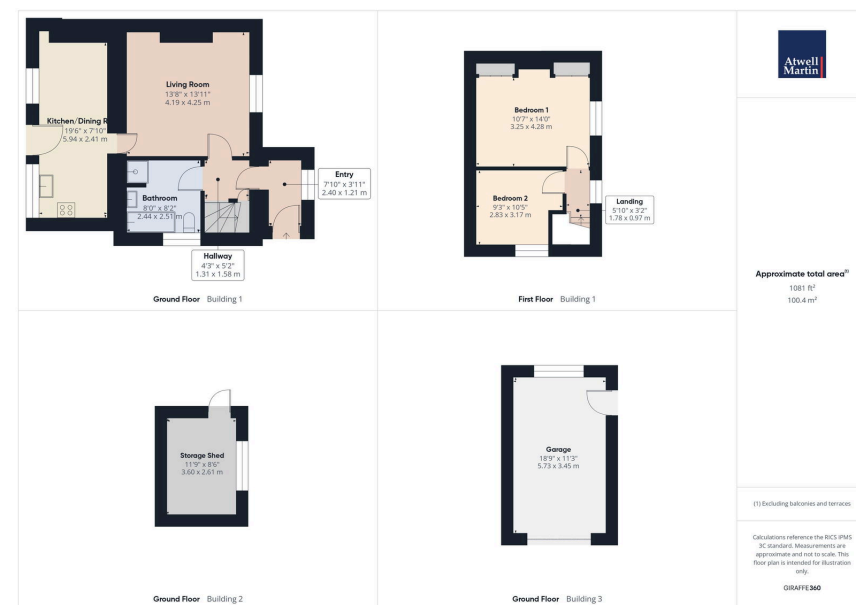 Living Room
13'8" x 13'11"
4.19 x 4.25 m
Kitchen/Dining R
19'6" x 7'10"
5.94 x 2.41 m
Entry
7'10" x 3'11"
2.40 x 1.21 m
Bathroom
8'0" x 8'2"
2.44 x 2.51 m
Hallway
4'3" x 5'2"
1.31 x 1.58 m
Ground Floor Building 1
Bedroom 1
10'7" x 14'0"
3.25 x 4.28 m
Bedroom 2
9'3" x 10'5"
2.83 x 3.17 m
Landing
5'10" x 3'2"
1.78 x 0.97 m
First Floor Building 1
Storage Shed
11'9" x 8'6"
3.60 x 2.61 m
Ground Floor Building 2
Garage
18'9" x 11'3"
5.73 x 3.45 m
Ground Floor Building 3
Atwell
Martin
Approximate total area(1)
1081 ft²
100.4 m²
(1) Excluding balconies and terraces
Calculations reference the RICS IPMS
3C standard. Measurements are
approximate and not to scale. This
floor plan is intended for illustration
only.
GIRAFFE360